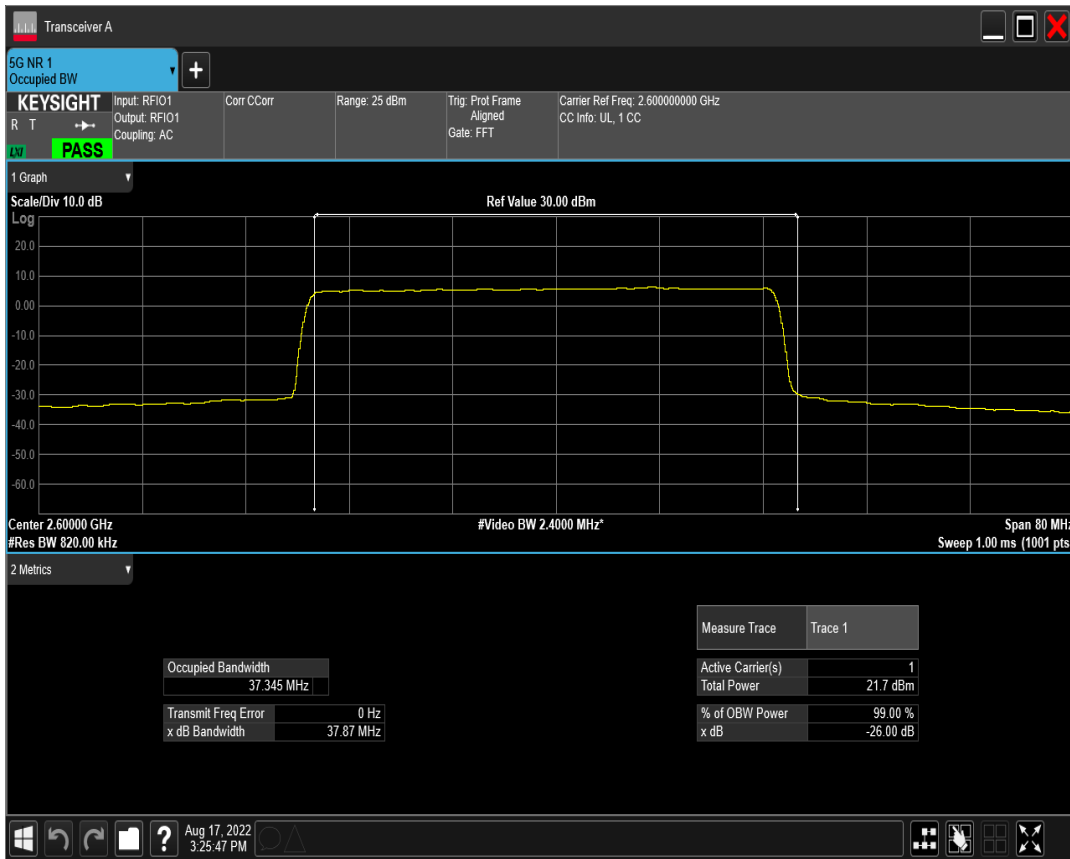 Transceiver A
5G NR 1
Occupied BW
+
KEYSIGHT
R T
LXI
PASS
Input: RFIO1
Output: RFIO1
Coupling: AC
Corr CCorr
Range: 25 dBm
Trig: Prot Frame
Aligned
Gate: FFT
Carrier Ref Freq: 2.600000000 GHz
CC Info: UL, 1 CC
1 Graph
Scale/Div 10.0 dB
Ref Value 30.00 dBm
Log
20.0
10.0
0.00
-10.0
-20.0
-30.0
-40.0
-50.0
-60.0
Center 2.60000 GHz
#Video BW 2.4000 MHz*
Span 80 MHz
#Res BW 820.00 kHz
Sweep 1.00 ms (1001 pts
2 Metrics
Measure Trace Trace 1
Occupied Bandwidth
37.345 MHz
Active Carrier(s) 1
Total Power 21.7 dBm
Transmit Freq Error 0 Hz
x dB Bandwidth 37.87 MHz
% of OBW Power 99.00 %
x dB -26.00 dB
?
Aug 17, 2022
3:25:47 PM